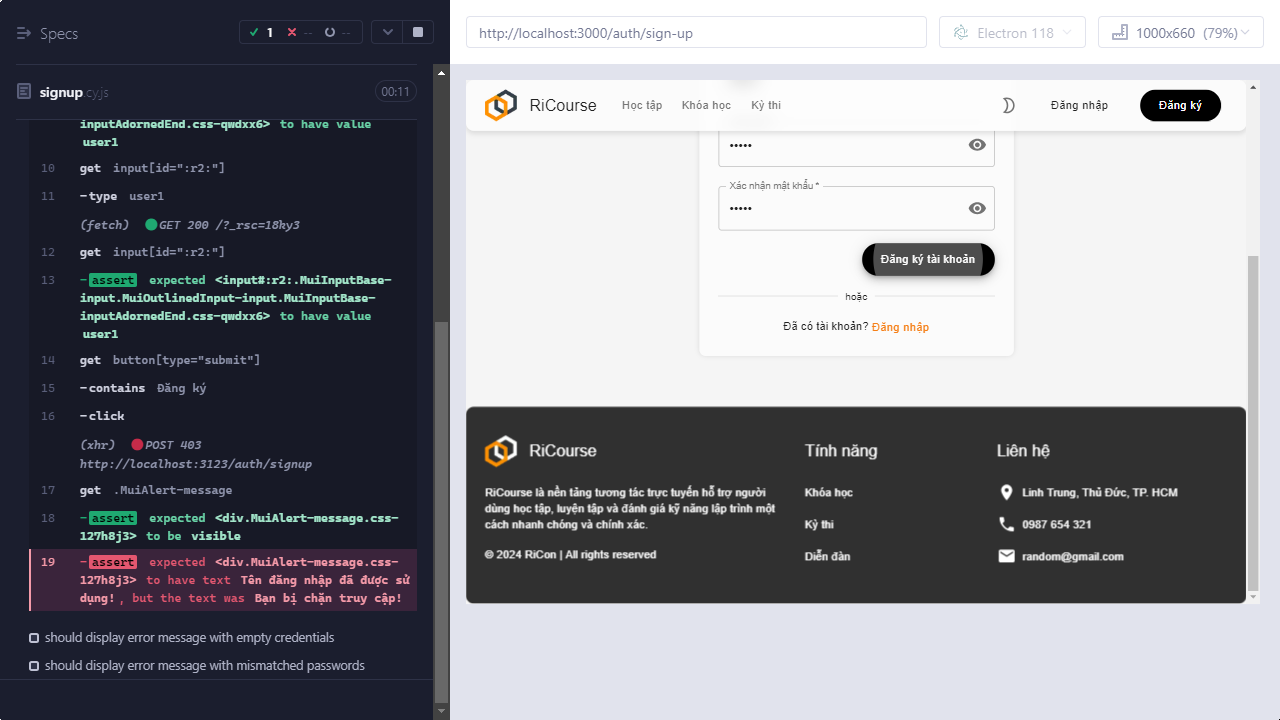 Specs
1
--
--
signup.cy.js
00:11
inputAdornedEnd.css-qwdxx6> to have value
user1
10 get input[id=":r2:"]
11 -type user1
(fetch) GET 200 /?_rsc=18ky3
12 get input[id=":r2:"]
13 -assert expected <input#:r2:.MuiInputBase-
input.MuiOutlinedInput-input.MuiInputBase-
inputAdornedEnd.css-qwdxx6> to have value
user1
14 get button[type="submit"]
15 -contains Đăng ký
16 -click
(xhr) POST 403
http://localhost:3123/auth/signup
17 get .MuiAlert-message
18 -assert expected <div.MuiAlert-message.css-
127h8j3> to be visible
19 -assert expected <div.MuiAlert-message.css-
127h8j3> to have text Tên đăng nhập đã được sử
dụng!, but the text was Bạn bị chặn truy cập!
should display error message with empty credentials
should display error message with mismatched passwords
http://localhost:3000/auth/sign-up
Electron 118
1000x660 (79%)
RiCourse
Học tập
Khóa học
Kỳ thi
Đăng nhập
Đăng ký
•••••
Xác nhận mật khẩu *
•••••
Đăng ký tài khoản
hoặc
Đã có tài khoản? Đăng nhập
RiCourse
RiCourse là nền tảng tương tác trực tuyến hỗ trợ người
dùng học tập, luyện tập và đánh giá kỹ năng lập trình một
cách nhanh chóng và chính xác.
© 2024 RiCon | All rights reserved
Tính năng
Khóa học
Kỳ thi
Diễn đàn
Liên hệ
Linh Trung, Thủ Đức, TP. HCM
0987 654 321
random@gmail.com